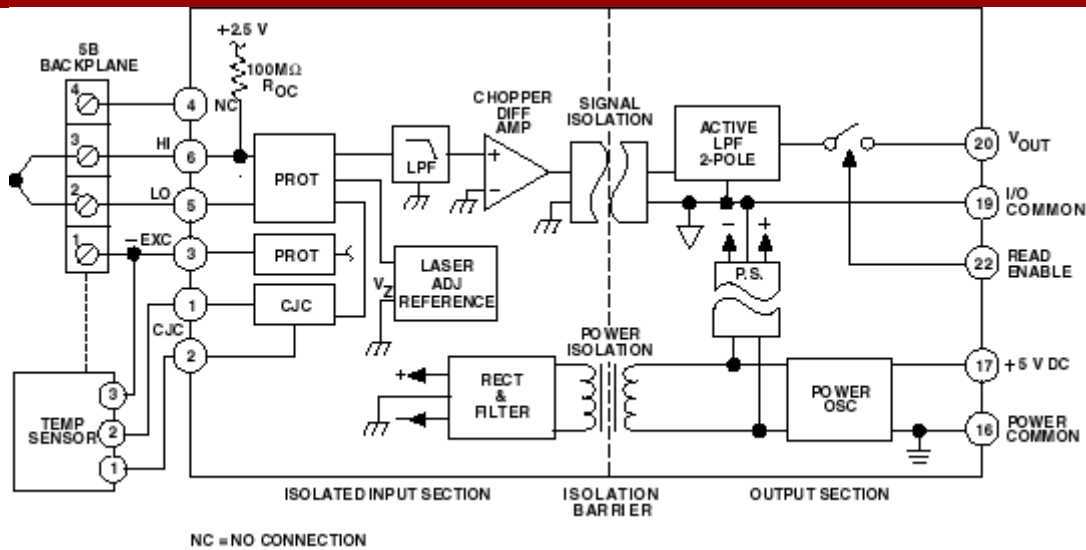 +2.5 V
5B
BACKPLANE
100MΩ
ROC
4
4
NC
CHOPPER
DIFF
AMP
SIGNAL
ISOLATION
ACTIVE
LPF
2-POLE
3
HI
6
PROT
LPF
+
–
20
VOUT
2
LO
5
19
I/O
COMMON
1
– EXC
3
PROT
– +
P.S.
22
READ
ENABLE
VZ
LASER
ADJ
REFERENCE
1
CJC
CJC
2
POWER
ISOLATION
+
–
RECT
&
FILTER
POWER
OSC
17
+5 V DC
16
POWER
COMMON
TEMP
SENSOR
3
2
1
ISOLATED INPUT SECTION
ISOLATION
BARRIER
OUTPUT SECTION
NC = NO CONNECTION